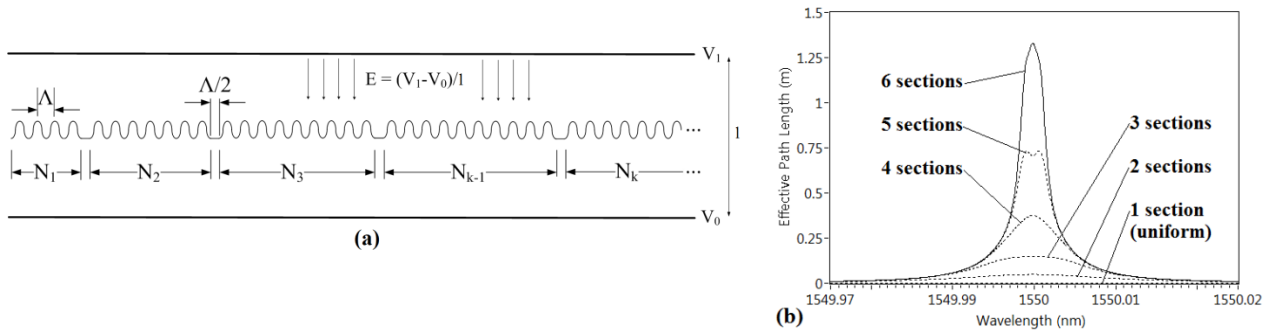 V1
E = (V1-V0)/l
Λ/2
Λ
l
...
N1
N2
N3
Nk-1
Nk
...
V0
(a)
Effective Path Length (m)
1.5
1.25
1
0.75
0.5
0.25
0
6 sections
5 sections
4 sections
3 sections
2 sections
1 section
(uniform)
1549.97
1549.99
1550
1550.01
1550.02
Wavelength (nm)
(b)